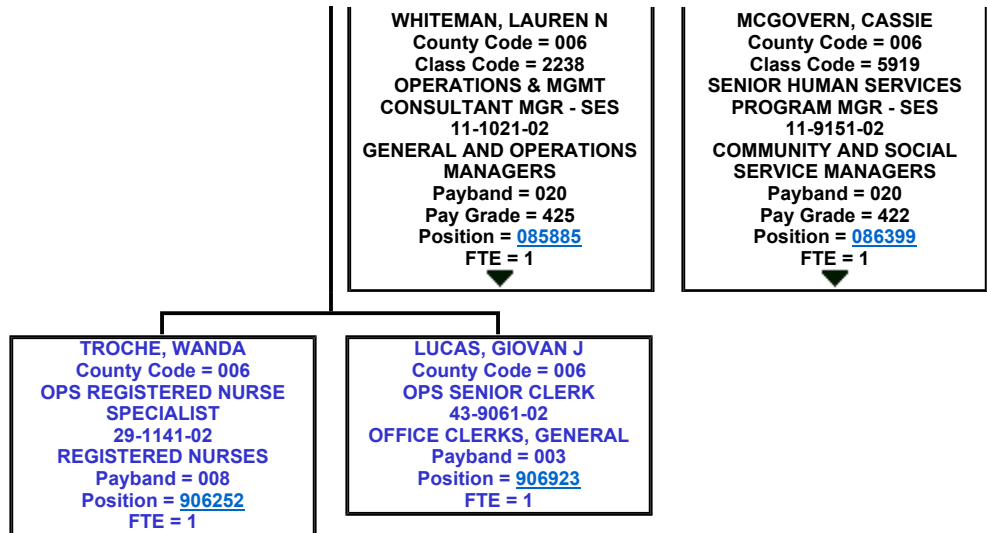 WHITEMAN, LAUREN N
County Code = 006
Class Code = 2238
OPERATIONS & MGMT
CONSULTANT MGR - SES
11-1021-02
GENERAL AND OPERATIONS
MANAGERS
Payband = 020
Pay Grade = 425
Position = 085885
FTE = 1
MCGOVERN, CASSIE
County Code = 006
Class Code = 5919
SENIOR HUMAN SERVICES
PROGRAM MGR - SES
11-9151-02
COMMUNITY AND SOCIAL
SERVICE MANAGERS
Payband = 020
Pay Grade = 422
Position = 086399
FTE = 1
TROCHE, WANDA
County Code = 006
OPS REGISTERED NURSE
SPECIALIST
29-1141-02
REGISTERED NURSES
Payband = 008
Position = 906252
FTE = 1
LUCAS, GIOVAN J
County Code = 006
OPS SENIOR CLERK
43-9061-02
OFFICE CLERKS, GENERAL
Payband = 003
Position = 906923
FTE = 1